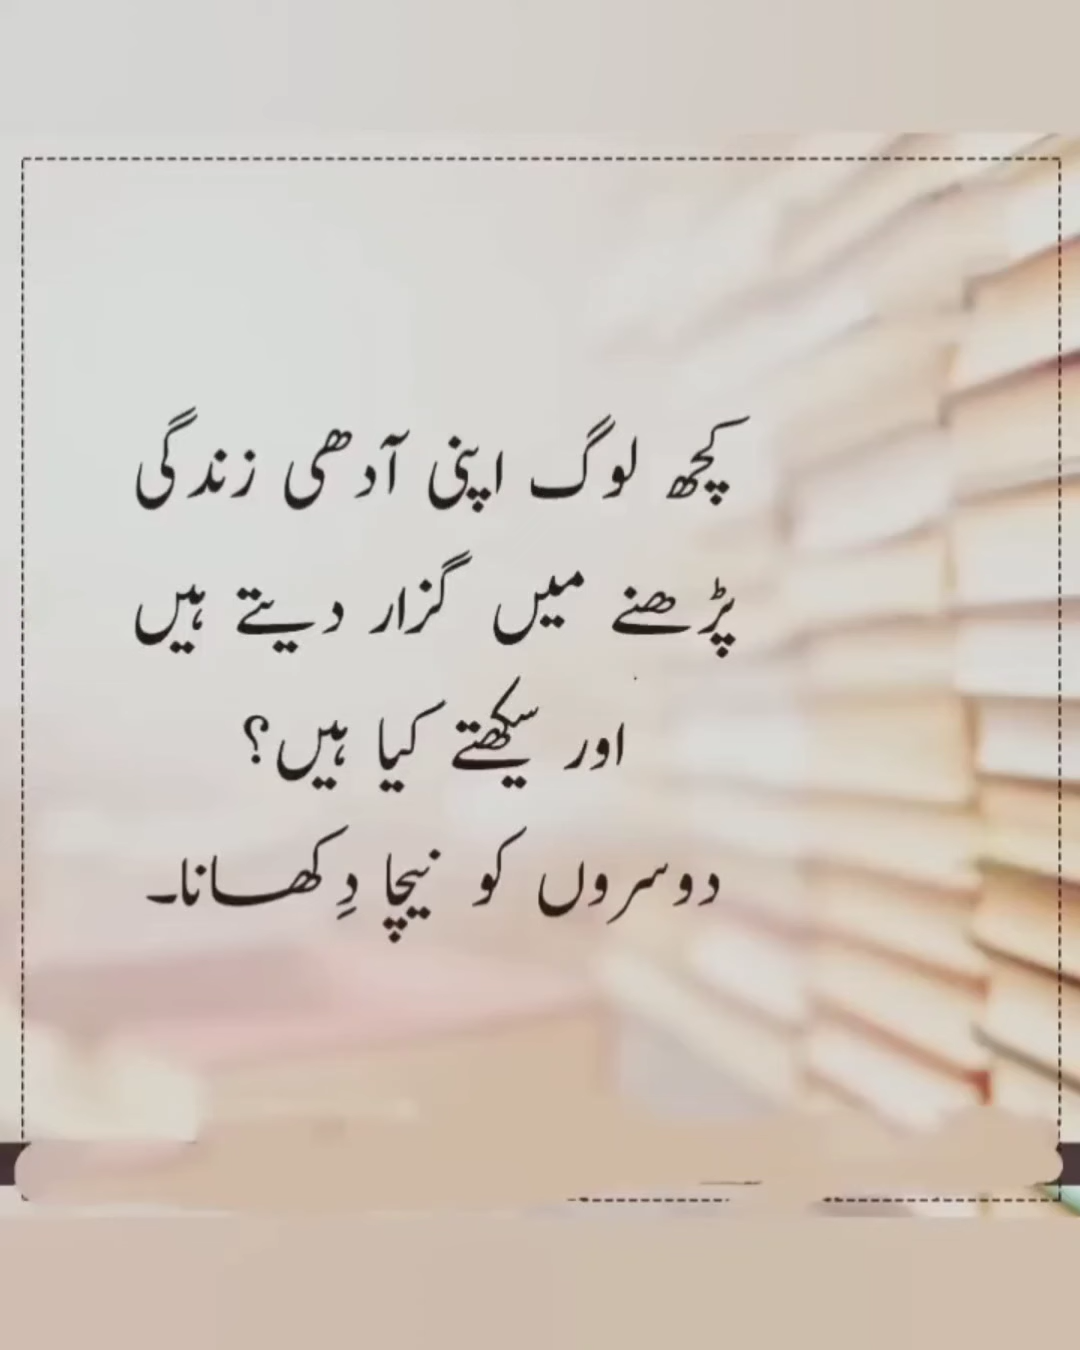 کچھ لوگ اپنی آدھی زندگی
پڑھنے میں گزار دیتے ہیں
اور سیکھتے کیا ہیں؟
دوسروں کو نیچا دِکھانا۔